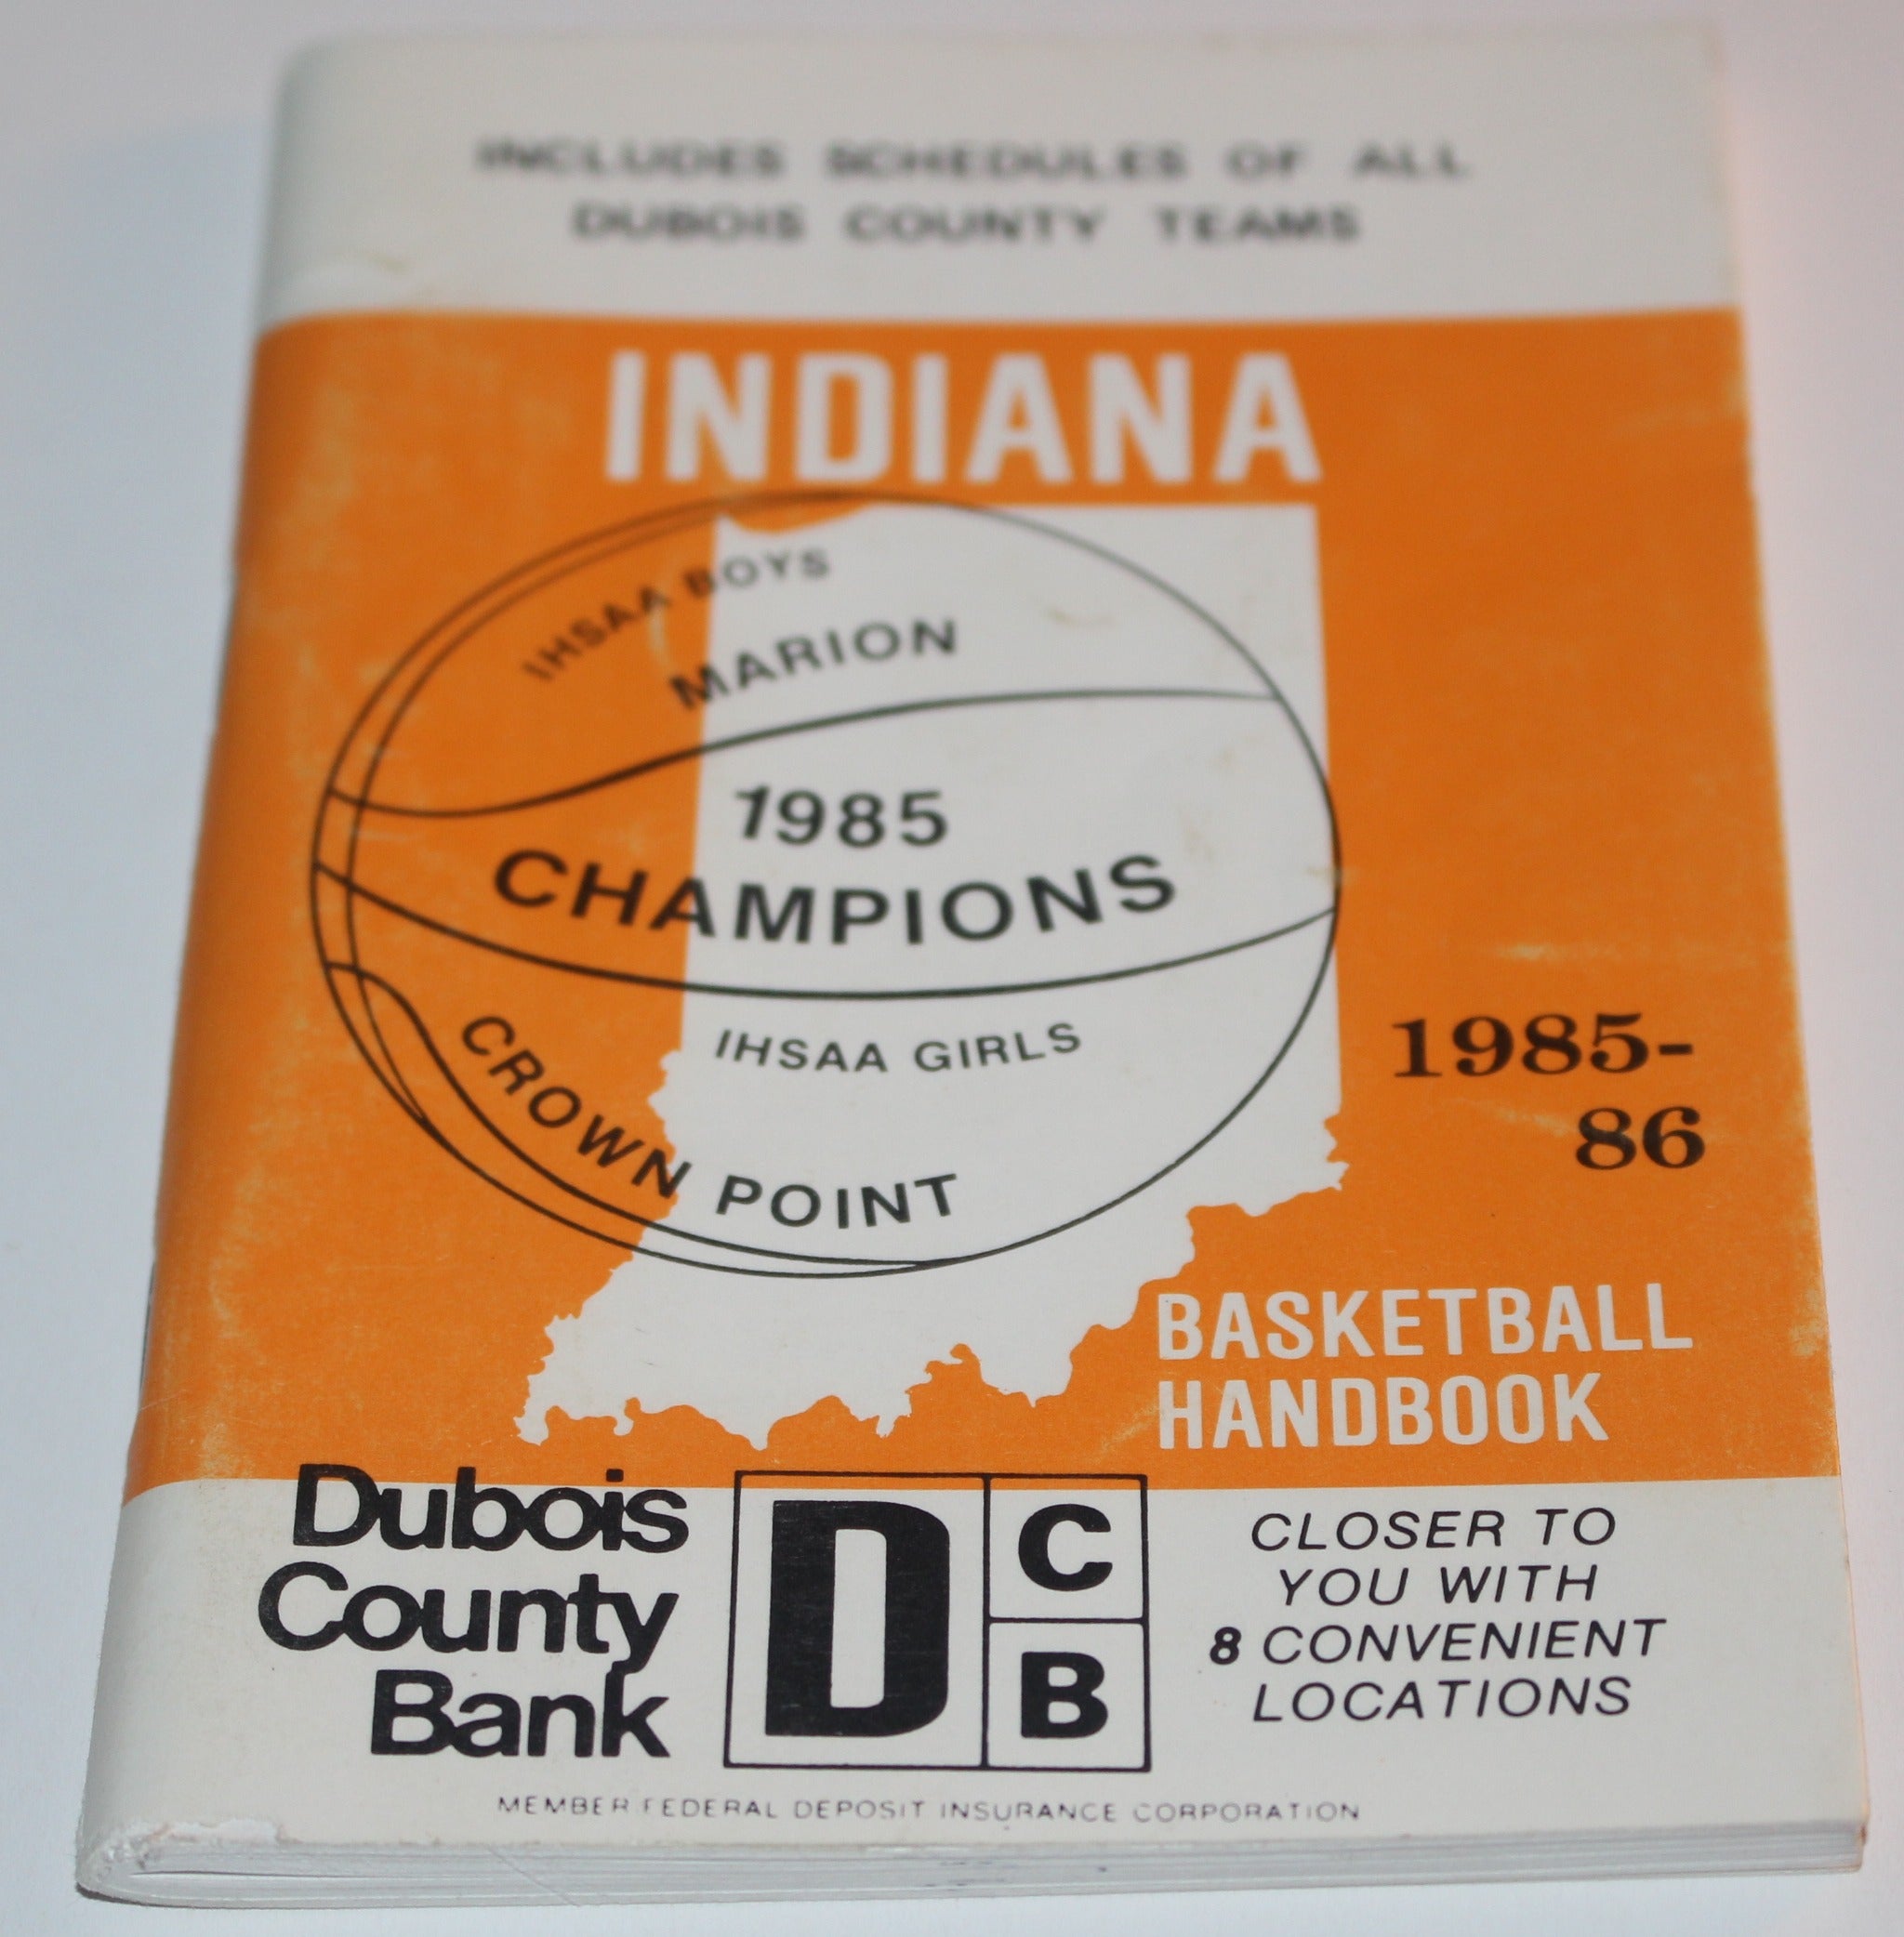 INCLUDES SCHEDULES OF ALL
DUBOIS COUNTY TEAMS
INDIANA
IHSAA BOYS
MARION
1985
CHAMPIONS
IHSAA GIRLS
CROWN POINT
1985-
86
BASKETBALL
HANDBOOK
Dubois
County
Bank
D
C
B
CLOSER TO
YOU WITH
8 CONVENIENT
LOCATIONS
MEMBER FEDERAL DEPOSIT INSURANCE CORPORATION